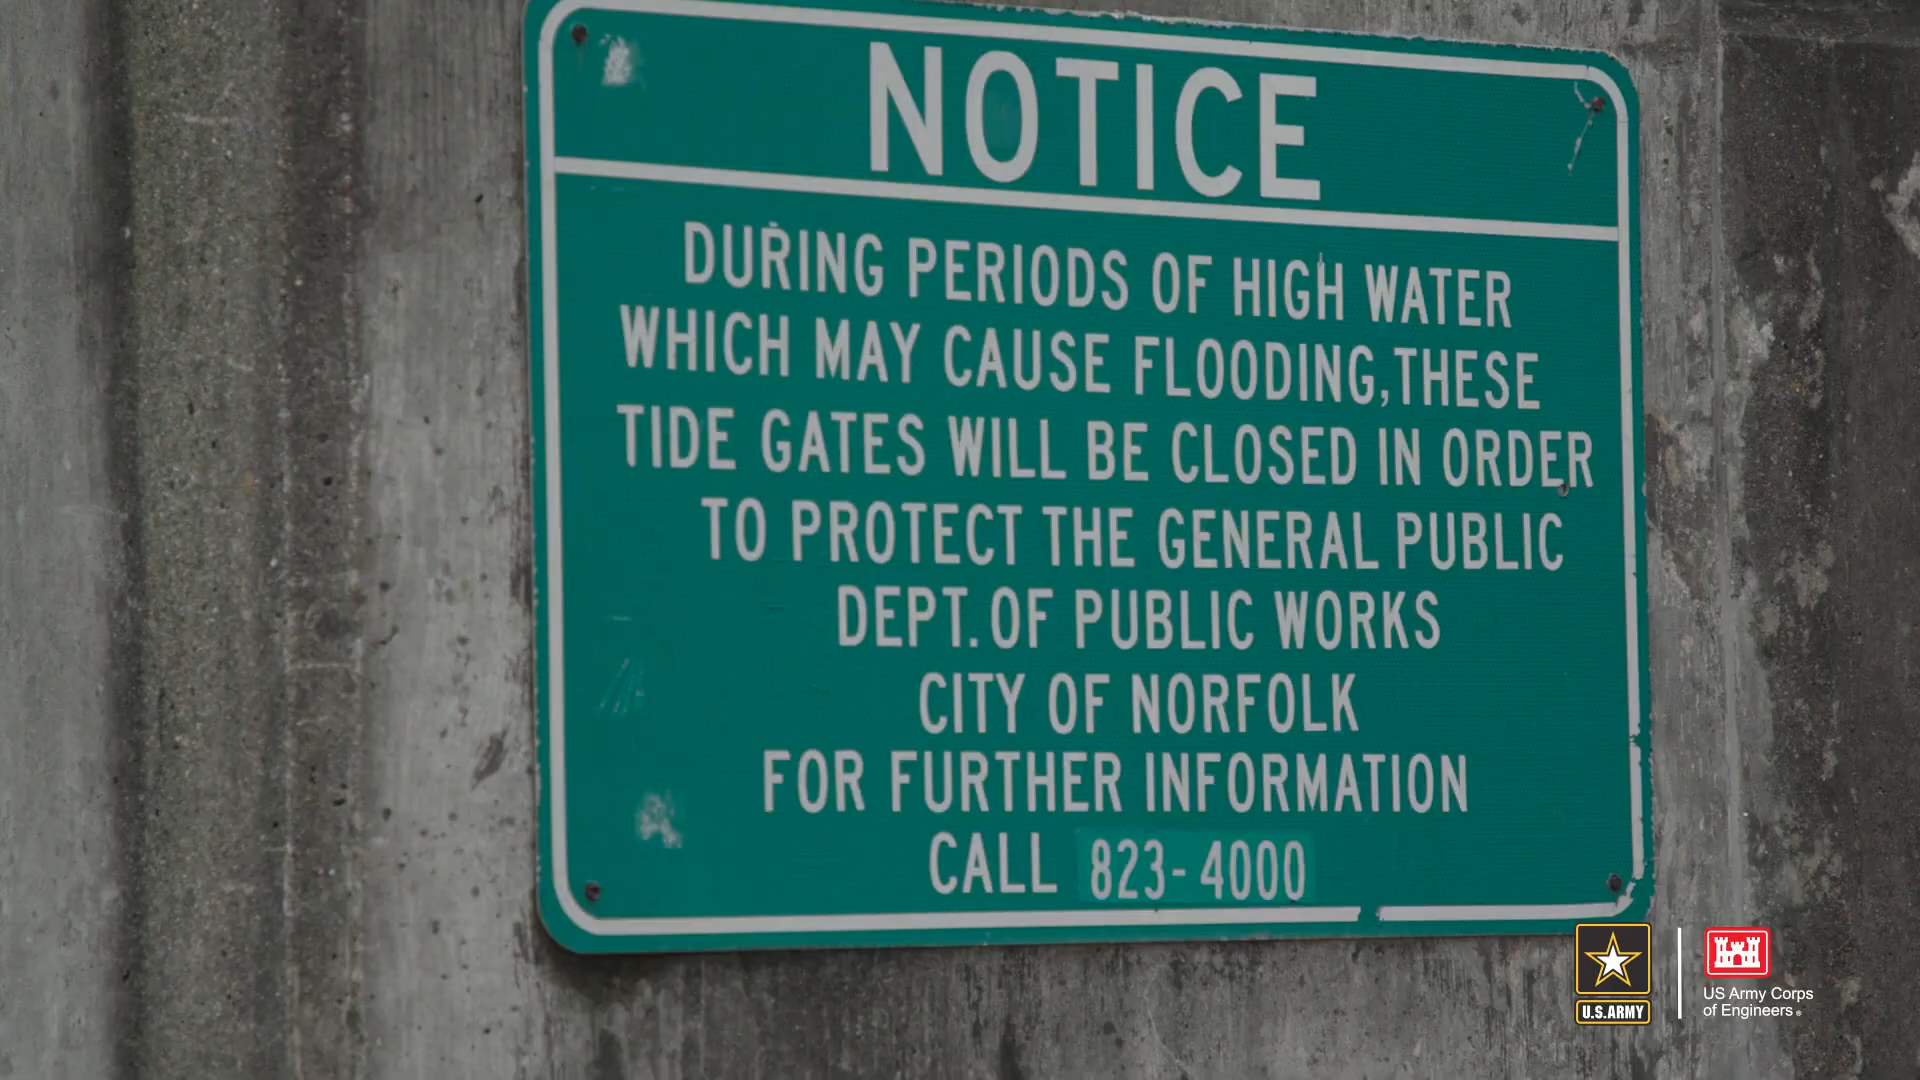 NOTICE
DURING PERIODS OF HIGH WATER
WHICH MAY CAUSE FLOODING, THESE
TIDE GATES WILL BE CLOSED IN ORDER
TO PROTECT THE GENERAL PUBLIC
DEPT. OF PUBLIC WORKS
CITY OF NORFOLK
FOR FURTHER INFORMATION
CALL 823-4000
U.S.ARMY
US Army Corps
of Engineers®